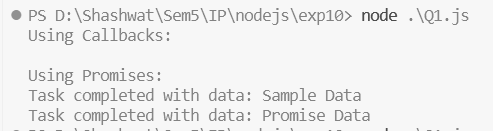 PS D:\Shashwat\Sem5\IP\nodejs\exp10> node .\Q1.js
Using Callbacks:
Using Promises:
Task completed with data: Sample Data
Task completed with data: Promise Data